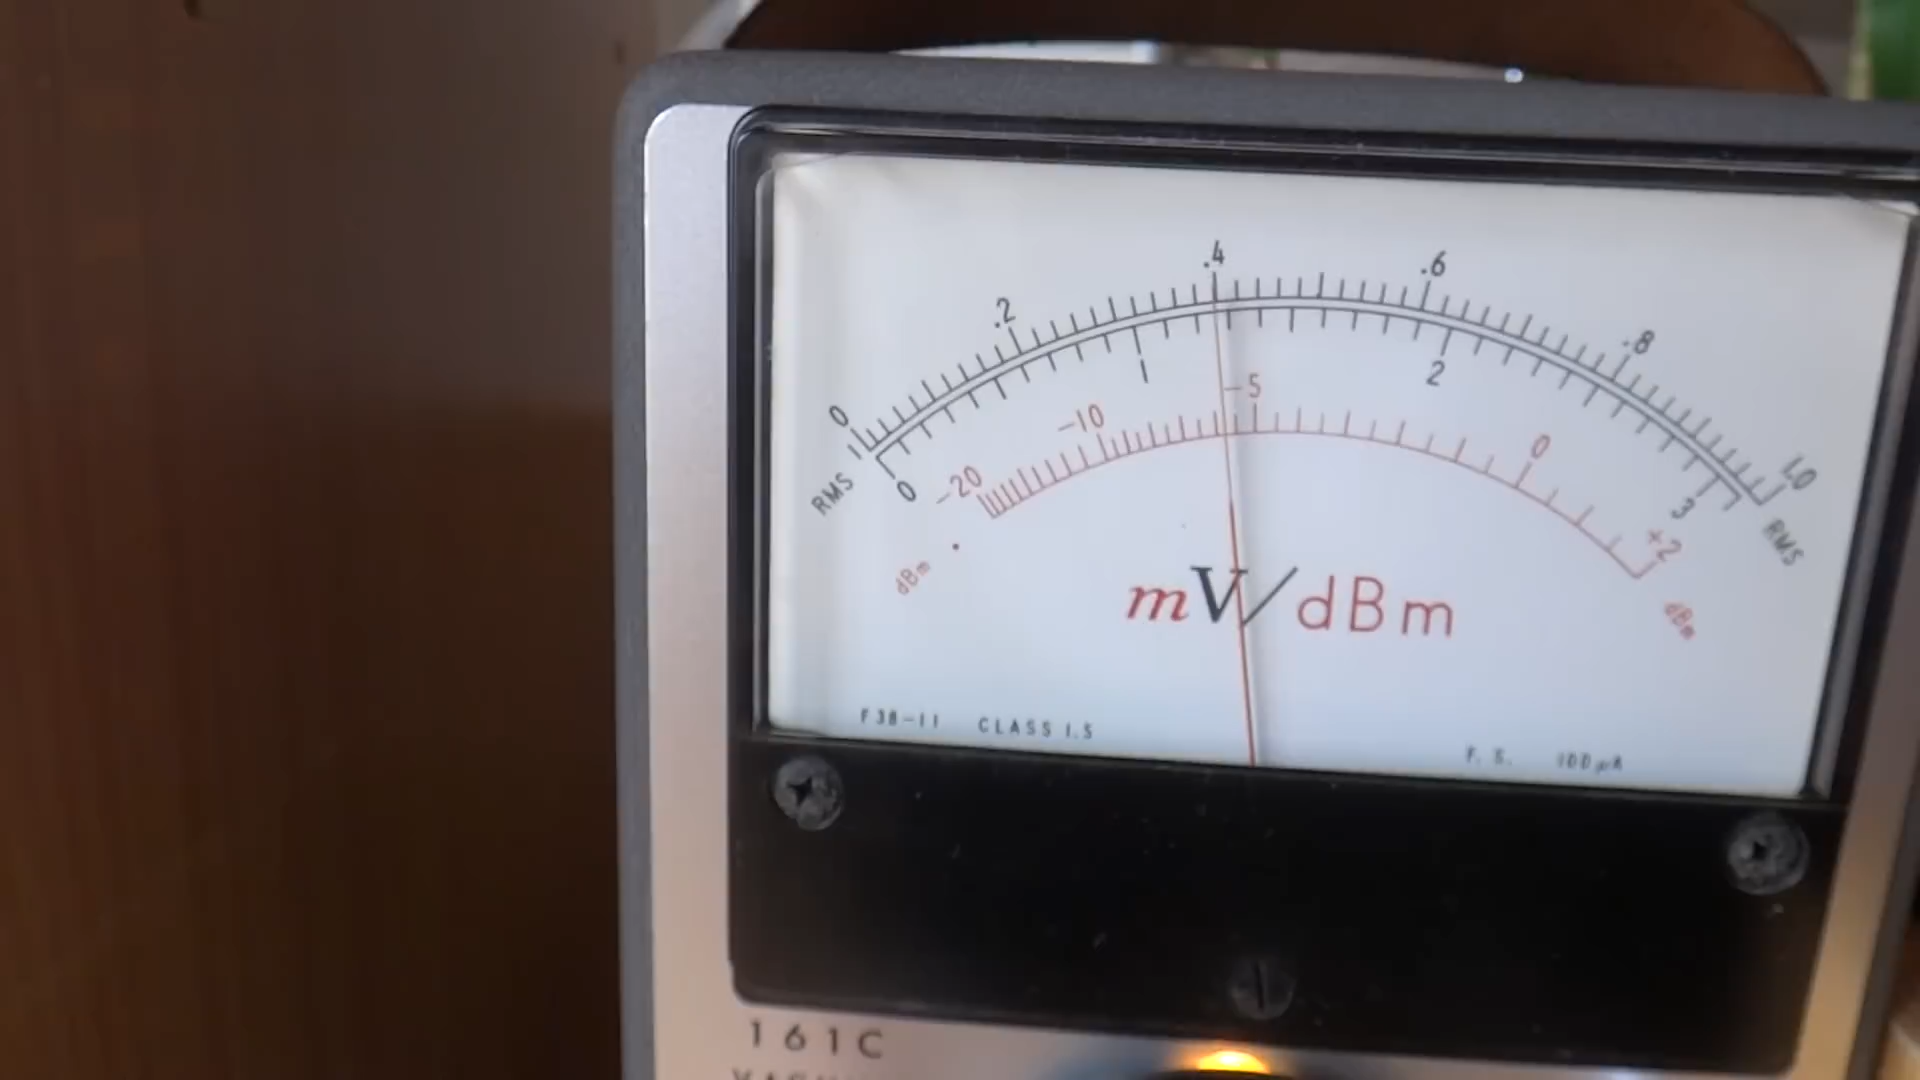 0 .2 .4 .6 .8 1.0
RMS 0 1 2 3 RMS
-20 -10 -5 0 +2
dBm dBm
mV/dBm
F38-11 CLASS 1.5
F. S. 100μA
161C